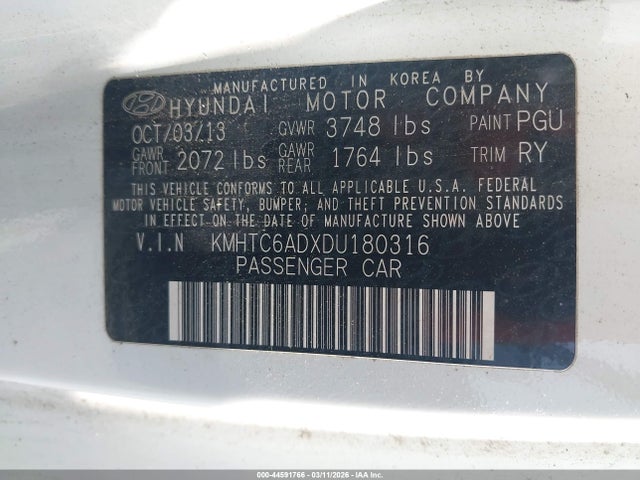 MANUFACTURED IN KOREA BY
HYUNDAI MOTOR COMPANY
OCT/03/13 GVWR 3748 lbs PAINT PGU
GAWR FRONT 2072 lbs GAWR REAR 1764 lbs TRIM RY
THIS VEHICLE CONFORMS TO ALL APPLICABLE U.S.A. FEDERAL
MOTOR VEHICLE SAFETY, BUMPER, AND THEFT PREVENTION STANDARDS
IN EFFECT ON THE DATE OF MANUFACTURE SHOWN ABOVE
V.I.N KMHTC6ADXDU180316
PASSENGER CAR
000-44591766 - 03/11/2026 - IAA, Inc.